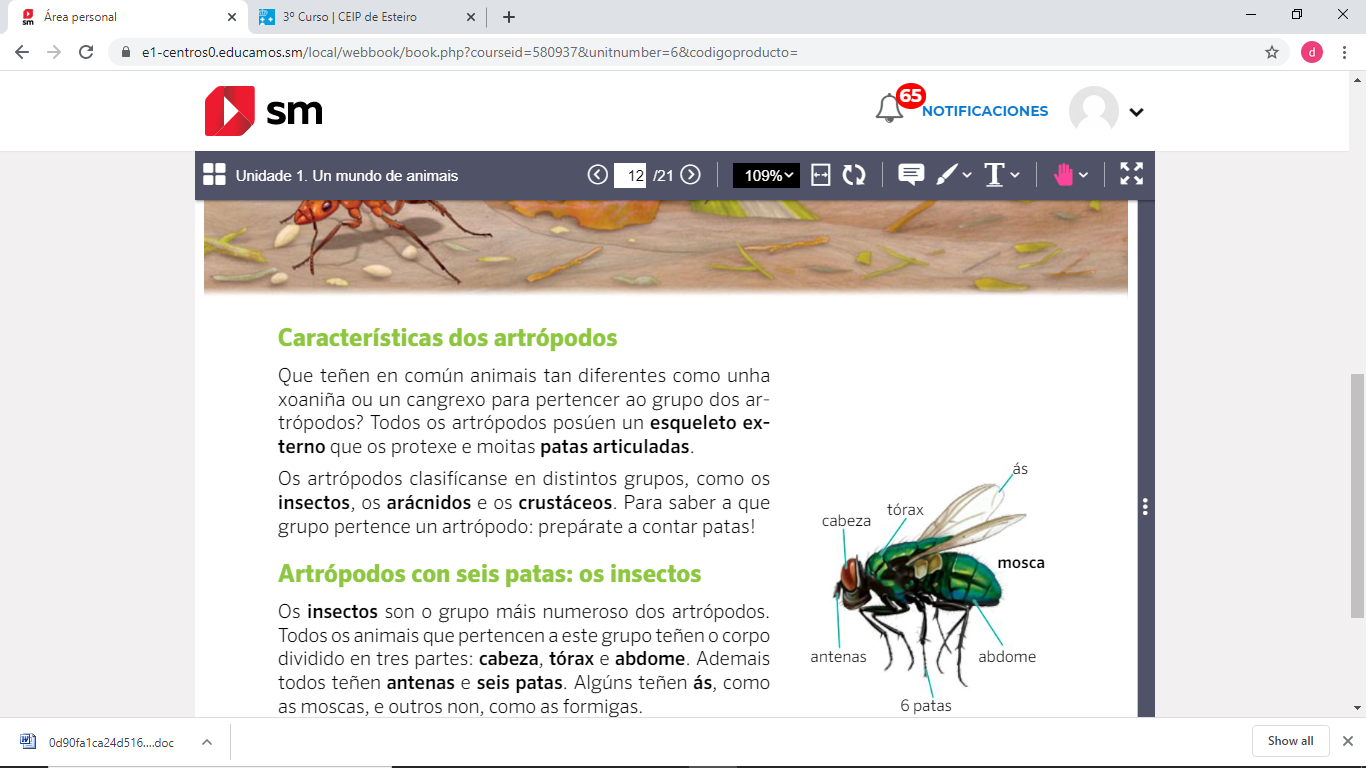 Área personal
3º Curso | CEIP de Esteiro
e1-centros0.educamos.sm/local/webbook/book.php?courseid=580937&unitnumber=6&codigoproducto=
d
sm
65
NOTIFICACIONES
Unidade 1. Un mundo de animais
12 /21
109%
Características dos artrópodos
Que teñen en común animais tan diferentes como unha
xoaniña ou un cangrexo para pertencer ao grupo dos ar-
trópodos? Todos os artrópodos posúen un esqueleto ex-
terno que os protexe e moitas patas articuladas.
Os artrópodos clasifícanse en distintos grupos, como os
insectos, os arácnidos e os crustáceos. Para saber a que
grupo pertence un artrópodo: prepárate a contar patas!
Artrópodos con seis patas: os insectos
Os insectos son o grupo máis numeroso dos artrópodos.
Todos os animais que pertencen a este grupo teñen o corpo
dividido en tres partes: cabeza, tórax e abdome. Ademais
todos teñen antenas e seis patas. Algúns teñen ás, como
as moscas, e outros non, como as formigas.
ás
tórax
cabeza
mosca
antenas
abdome
6 patas
0d90fa1ca24d516....doc
Show all